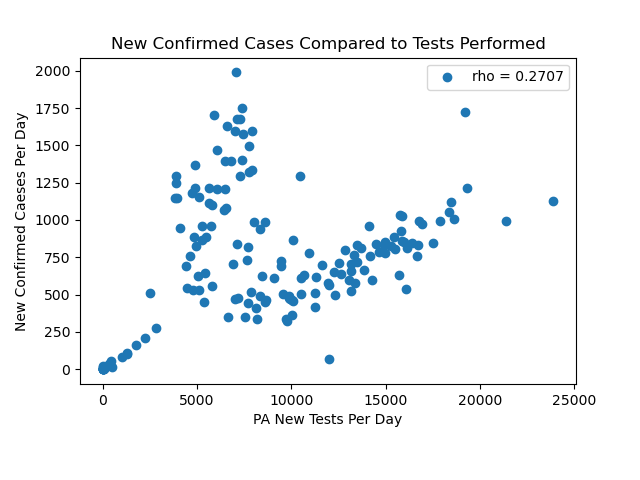 New Confirmed Cases Compared to Tests Performed
rho = 0.2707
2000
1750
1500
1250
1000
750
500
250
0
New Confirmed Caeses Per Day
0 5000 10000 15000 20000 25000
PA New Tests Per Day